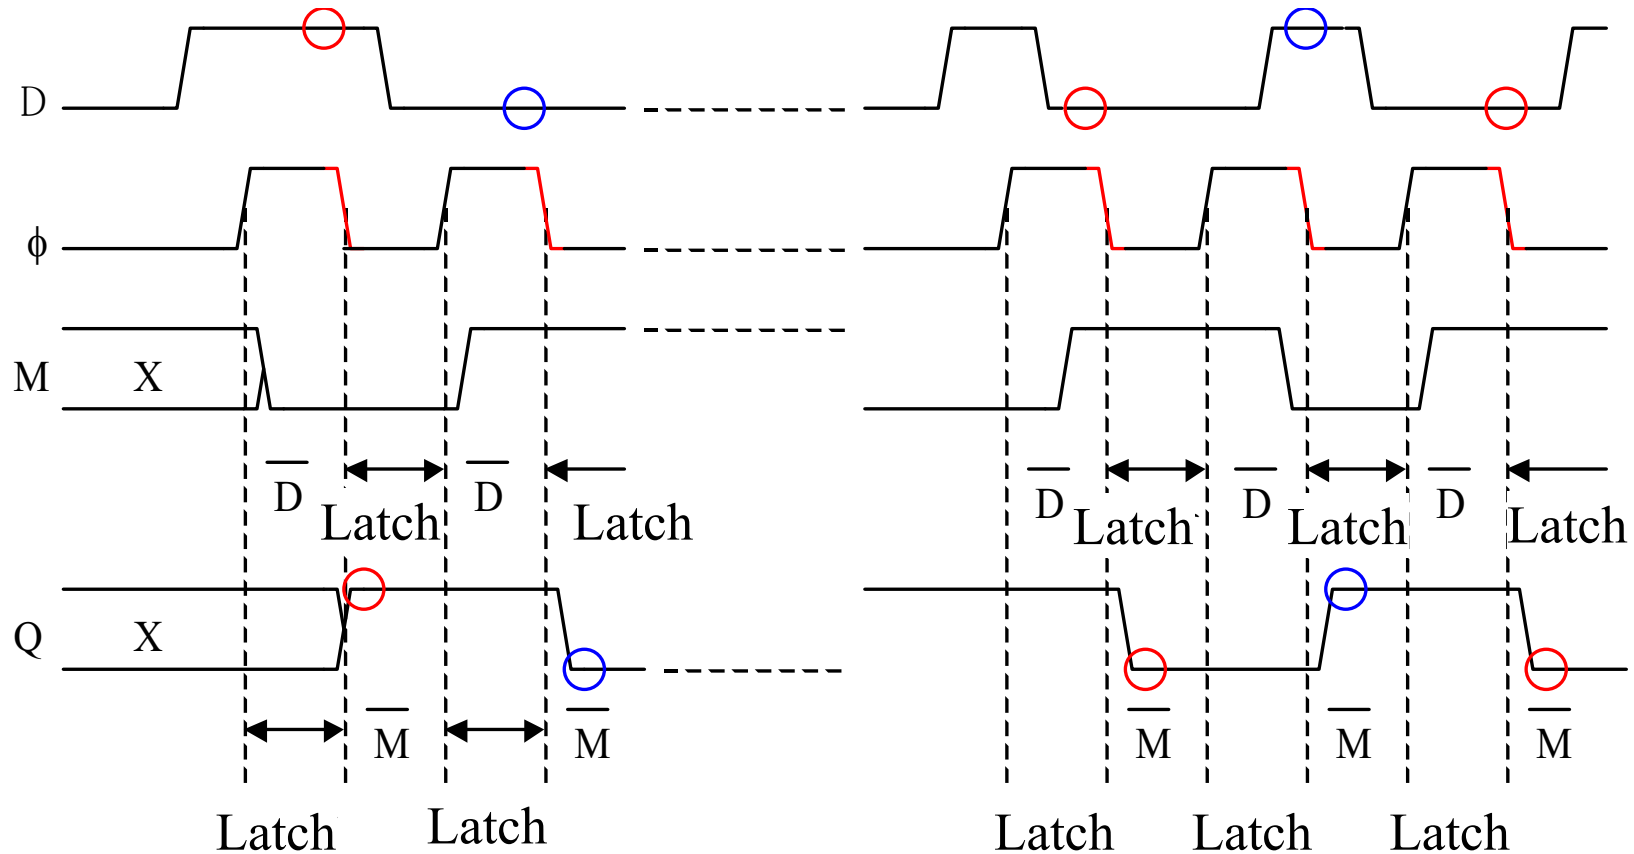 D
ϕ
M X
D̅ D̅ D̅ D̅ D̅
Latch Latch Latch Latch Latch
Q X
M̅ M̅ M̅ M̅ M̅
Latch Latch Latch Latch Latch